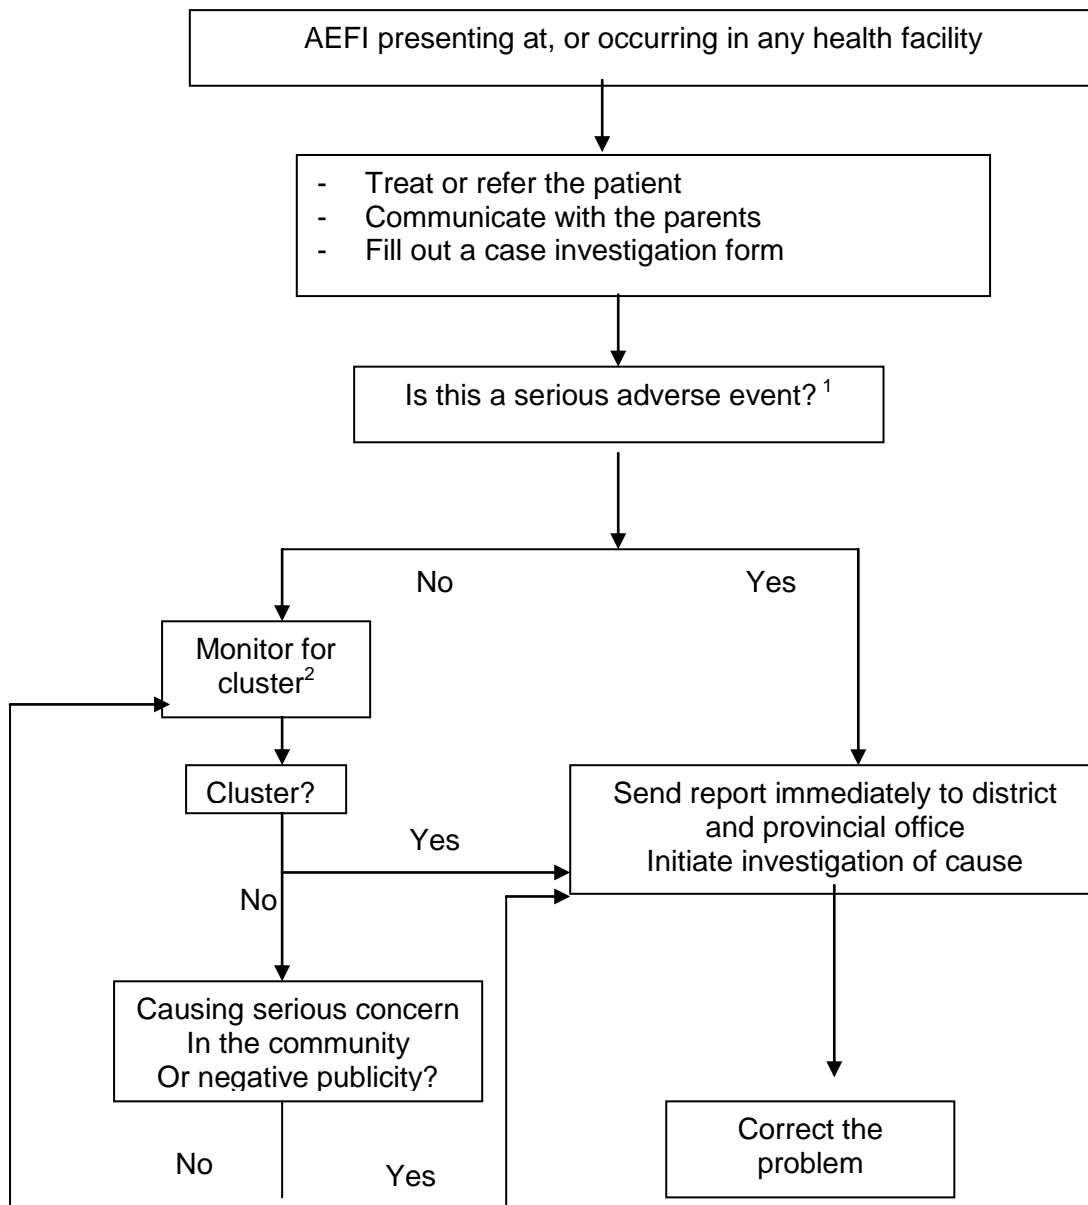 AEFI presenting at, or occurring in any health facility
- Treat or refer the patient
- Communicate with the parents
- Fill out a case investigation form
Is this a serious adverse event? 1
No
Yes
Monitor for
cluster2
Cluster?
Yes
No
Send report immediately to district
and provincial office
Initiate investigation of cause
Causing serious concern
In the community
Or negative publicity?
No
Yes
Correct the
problem